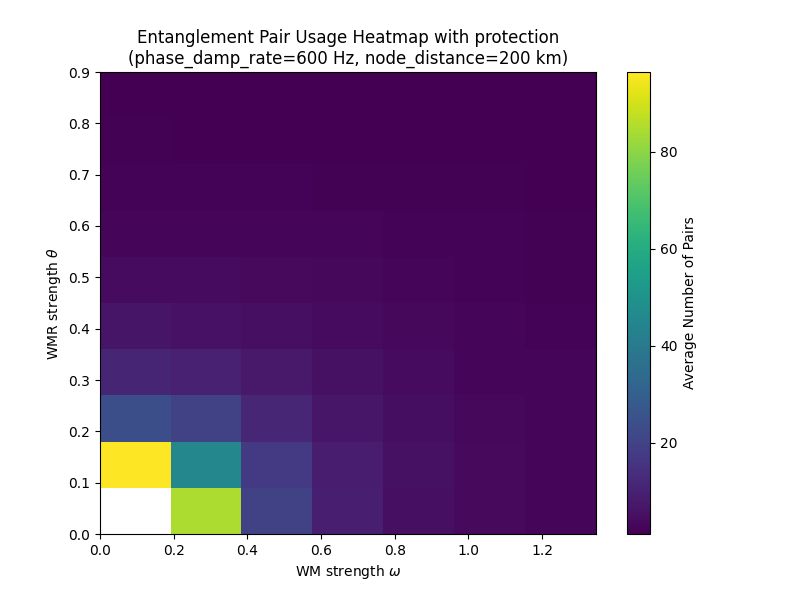 Entanglement Pair Usage Heatmap with protection
(phase_damp_rate=600 Hz, node_distance=200 km)
0.9
0.8
0.7
0.6
0.5
0.4
0.3
0.2
0.1
0.0
WMR strength θ
0.0 0.2 0.4 0.6 0.8 1.0 1.2
WM strength ω
80
60
40
20
Average Number of Pairs